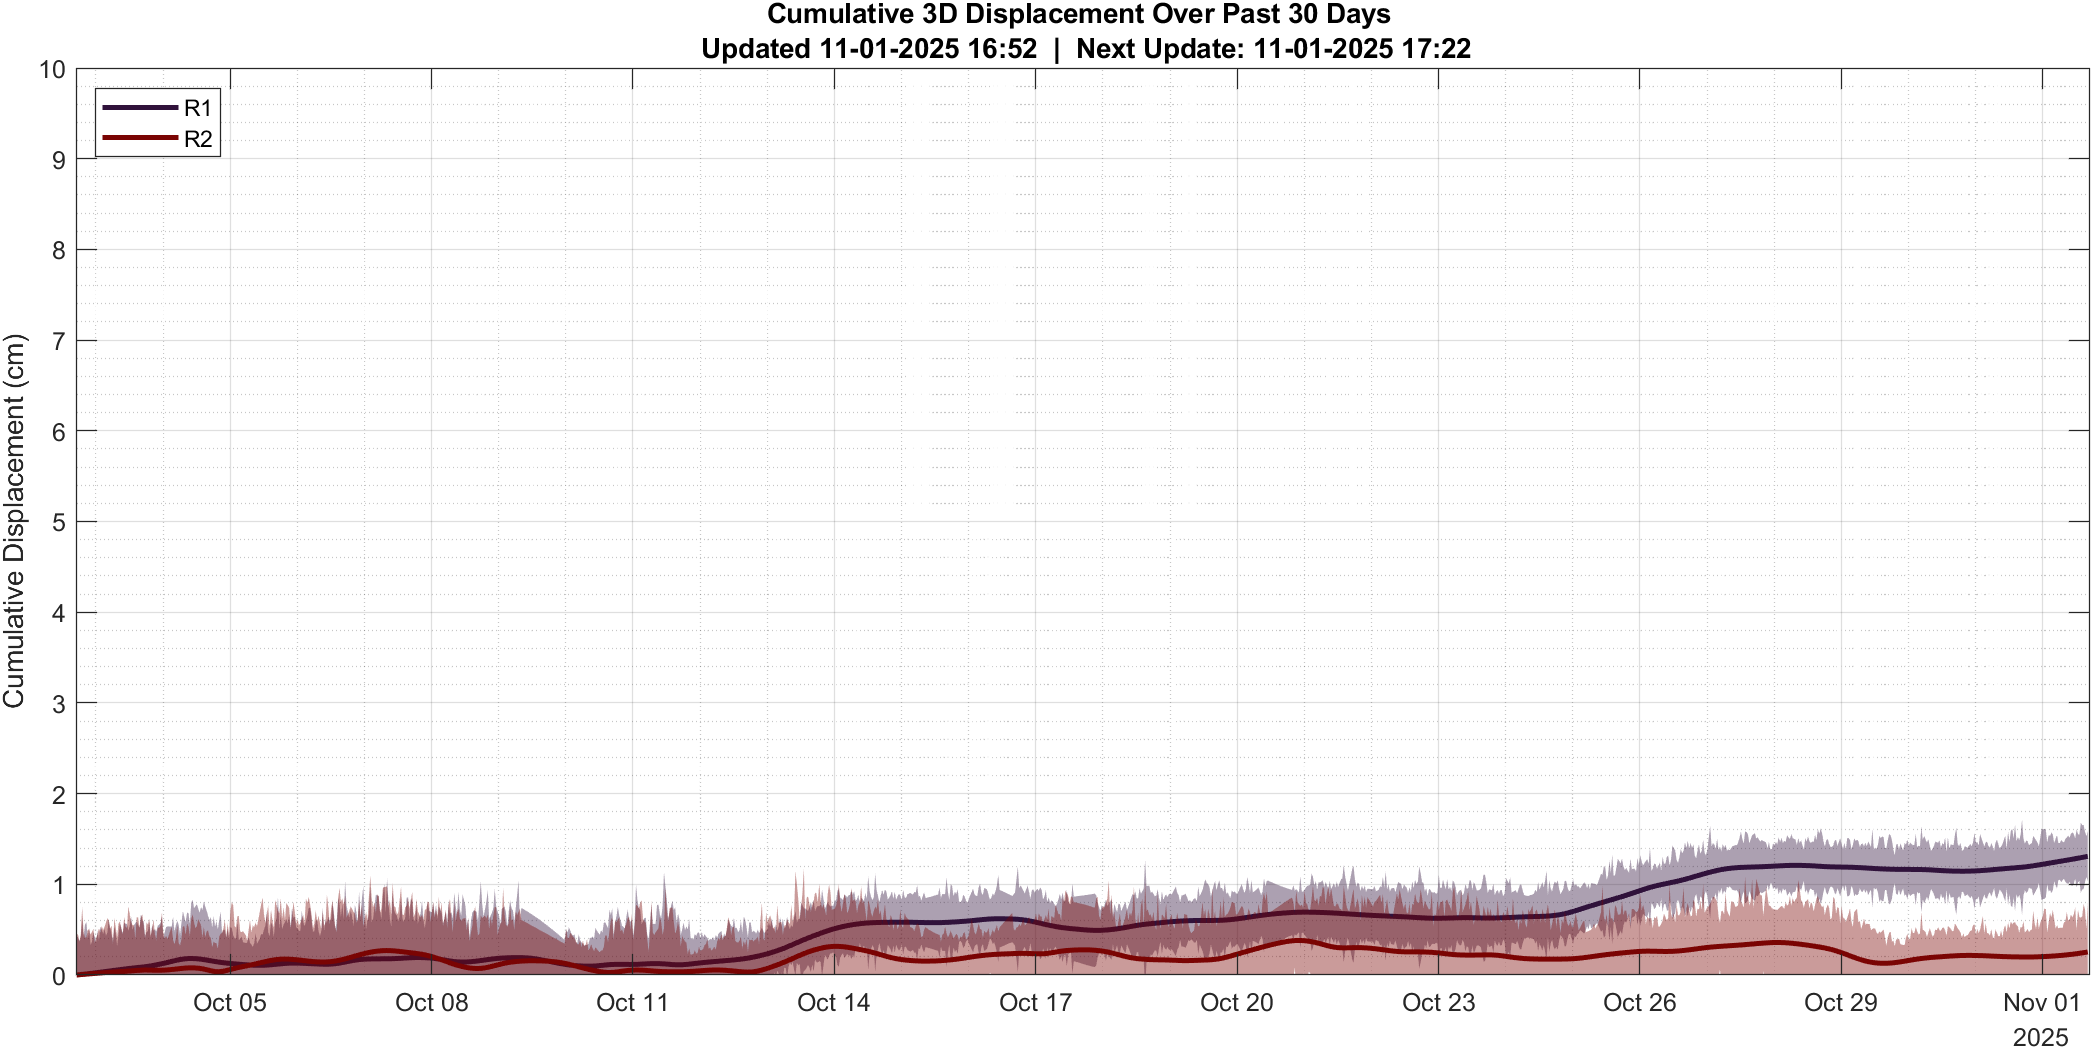 Cumulative 3D Displacement Over Past 30 Days
Updated 11-01-2025 16:52 | Next Update: 11-01-2025 17:22
R1
R2
Cumulative Displacement (cm)
10
9
8
7
6
5
4
3
2
1
0
Oct 05
Oct 08
Oct 11
Oct 14
Oct 17
Oct 20
Oct 23
Oct 26
Oct 29
Nov 01
2025